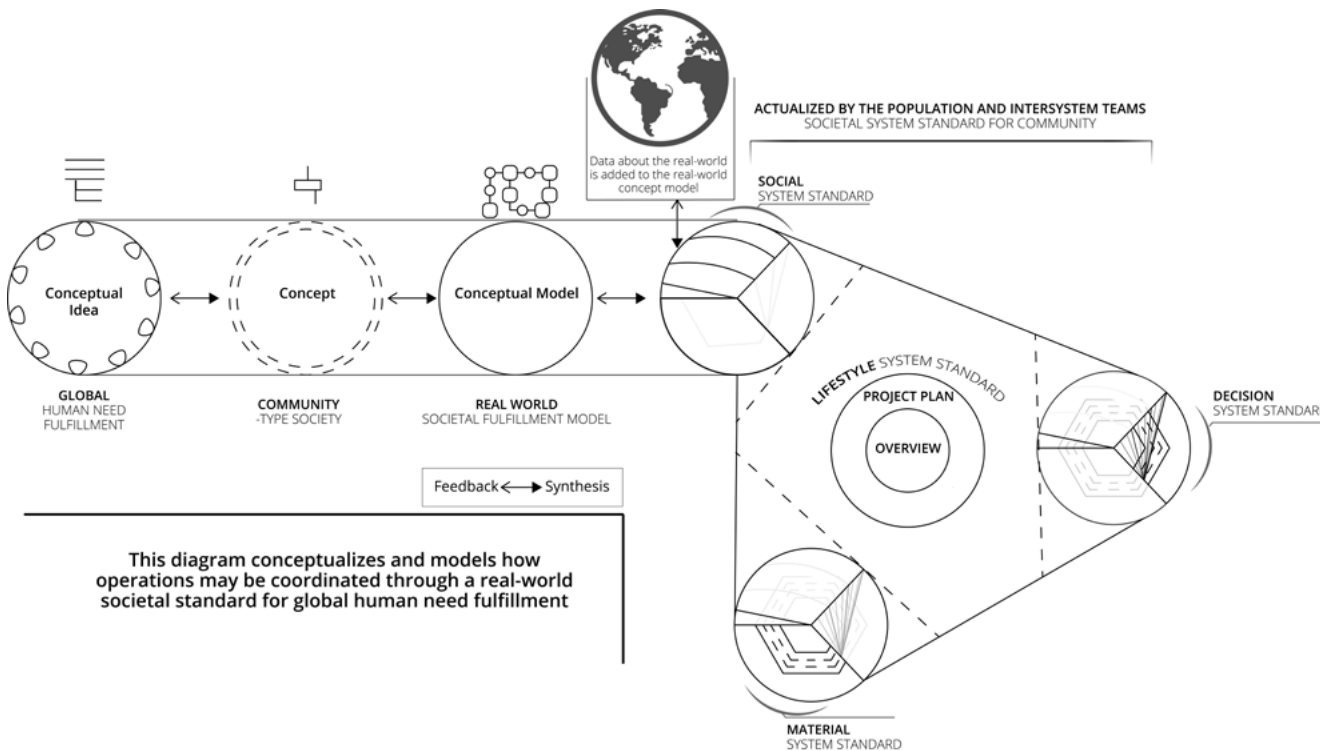 Data about the real-world
is added to the real-world
concept model
ACTUALIZED BY THE POPULATION AND INTERSYSTEM TEAMS
SOCIETAL SYSTEM STANDARD FOR COMMUNITY
SOCIAL
SYSTEM STANDARD
Conceptual
Idea
Concept
Conceptual Model
GLOBAL
HUMAN NEED
FULFILLMENT
COMMUNITY
-TYPE SOCIETY
REAL WORLD
SOCIETAL FULFILLMENT MODEL
LIFESTYLE SYSTEM STANDARD
PROJECT PLAN
OVERVIEW
DECISION
SYSTEM STANDARD
Feedback Synthesis
This diagram conceptualizes and models how
operations may be coordinated through a real-world
societal standard for global human need fulfillment
MATERIAL
SYSTEM STANDARD